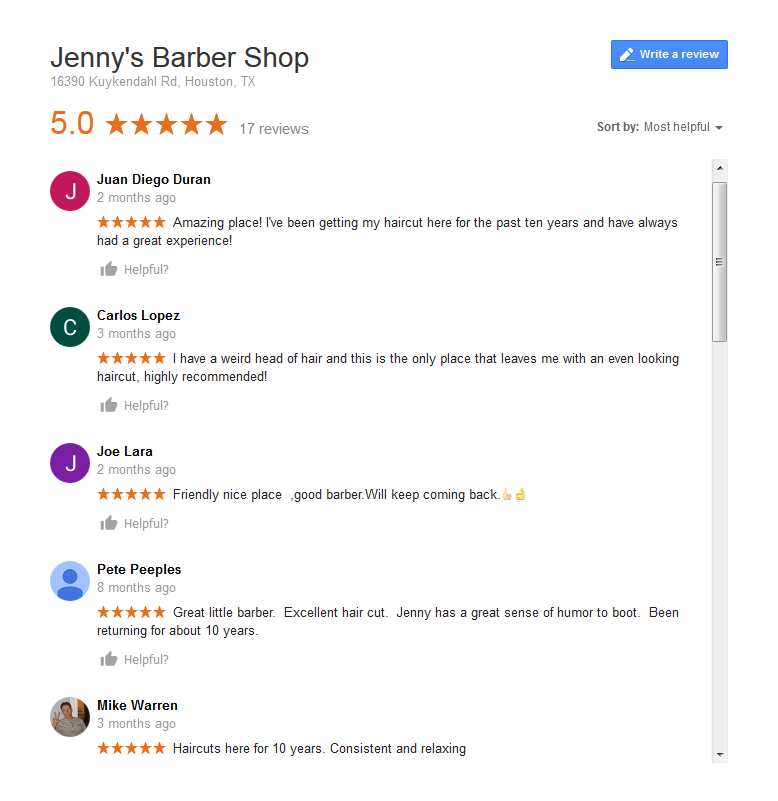 Jenny's Barber Shop
Write a review
16390 Kuykendahl Rd, Houston, TX
5.0 ★★★★★ 17 reviews
Sort by: Most helpful
J
Juan Diego Duran
2 months ago
★★★★★ Amazing place! I've been getting my haircut here for the past ten years and have always
had a great experience!
Helpful?
C
Carlos Lopez
3 months ago
★★★★★ I have a weird head of hair and this is the only place that leaves me with an even looking
haircut, highly recommended!
Helpful?
J
Joe Lara
2 months ago
★★★★★ Friendly nice place  ,good barber.Will keep coming back.👍👌
Helpful?
Pete Peeples
8 months ago
★★★★★ Great little barber.  Excellent hair cut.  Jenny has a great sense of humor to boot.  Been
returning for about 10 years.
Helpful?
Mike Warren
3 months ago
★★★★★ Haircuts here for 10 years. Consistent and relaxing